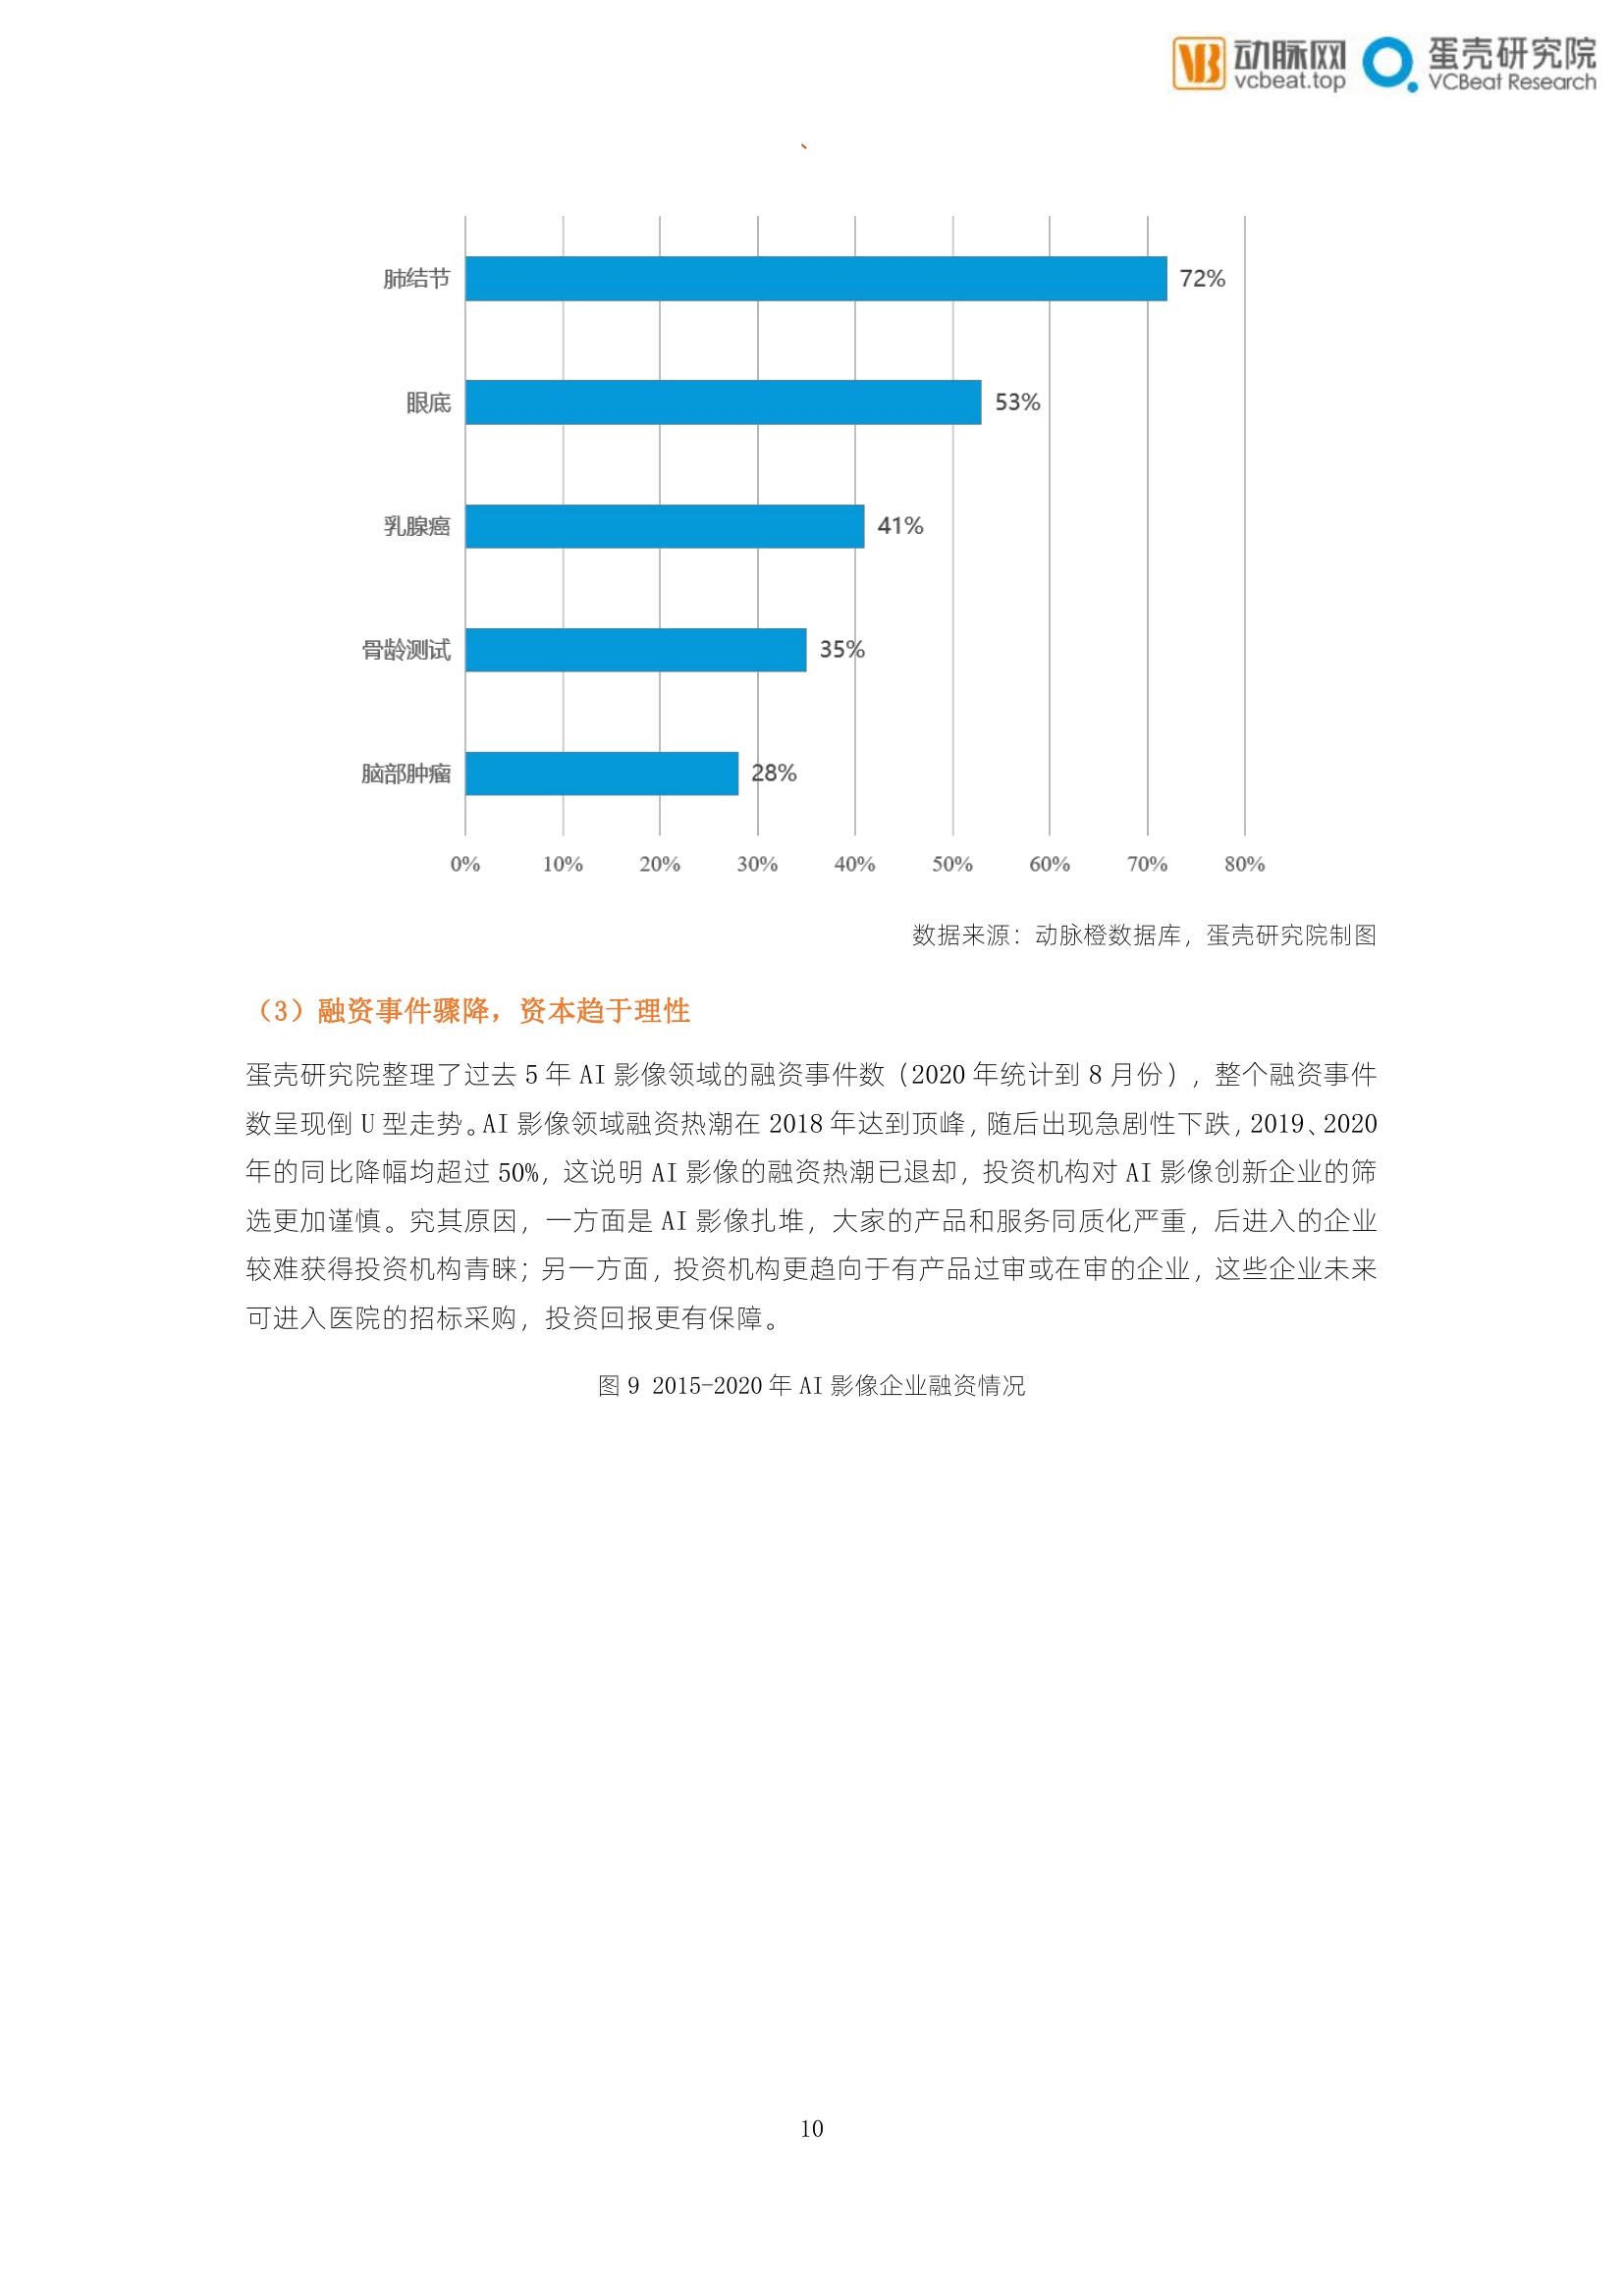 动脉网
vcbeat.top
蛋壳研究院
VCBeat Research
、
肺结节
72%
眼底
53%
乳腺癌
41%
骨龄测试
35%
脑部肿瘤
28%
0% 10% 20% 30% 40% 50% 60% 70% 80%
数据来源：动脉橙数据库，蛋壳研究院制图
（3）融资事件骤降，资本趋于理性
蛋壳研究院整理了过去 5 年 AI 影像领域的融资事件数（2020 年统计到 8 月份），整个融资事件
数呈现倒 U 型走势。AI 影像领域融资热潮在 2018 年达到顶峰，随后出现急剧性下跌，2019、2020
年的同比降幅均超过 50%，这说明 AI 影像的融资热潮已退却，投资机构对 AI 影像创新企业的筛
选更加谨慎。究其原因，一方面是 AI 影像扎堆，大家的产品和服务同质化严重，后进入的企业
较难获得投资机构青睐；另一方面，投资机构更趋向于有产品过审或在审的企业，这些企业未来
可进入医院的招标采购，投资回报更有保障。
图 9 2015-2020 年 AI 影像企业融资情况
10